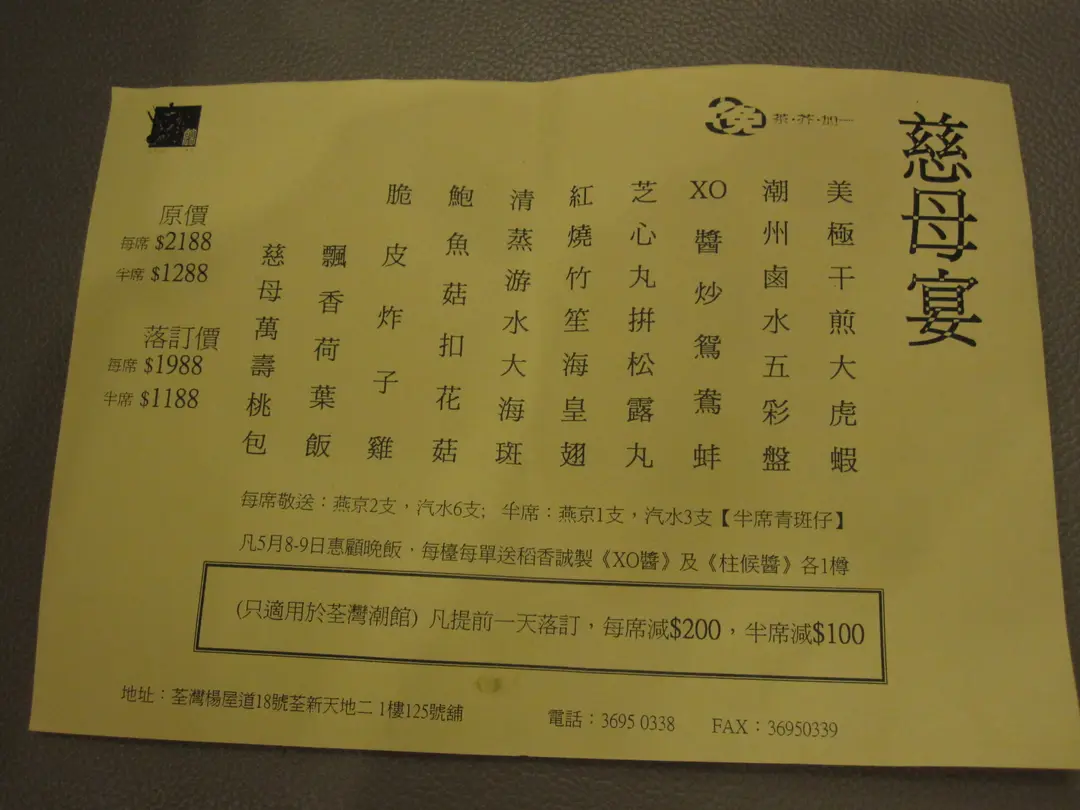 慈母宴
美極干煎大虎蝦
潮州鹵水五彩盤
XO醬炒鴛鴦蚌
芝心丸拼松露丸
紅燒竹笙海皇翅
清蒸游水大海斑
鮑魚菇扣花菇
脆皮炸子雞
飄香荷葉飯
慈母萬壽桃包
原價
每席 $2188
半席 $1288
落訂價
每席 $1988
半席 $1188
每席敬送：燕京2支，汽水6支; 半席：燕京1支，汽水3支【半席青斑仔】
凡5月8-9日惠顧晚飯，每檯每單送稻香誠製《XO醬》及《柱候醬》各1樽
(只適用於荃灣潮館) 凡提前一天落訂，每席減$200，半席減$100
地址：荃灣楊屋道18號荃新天地二 1樓125號舖
電話：3695 0338 FAX：36950339